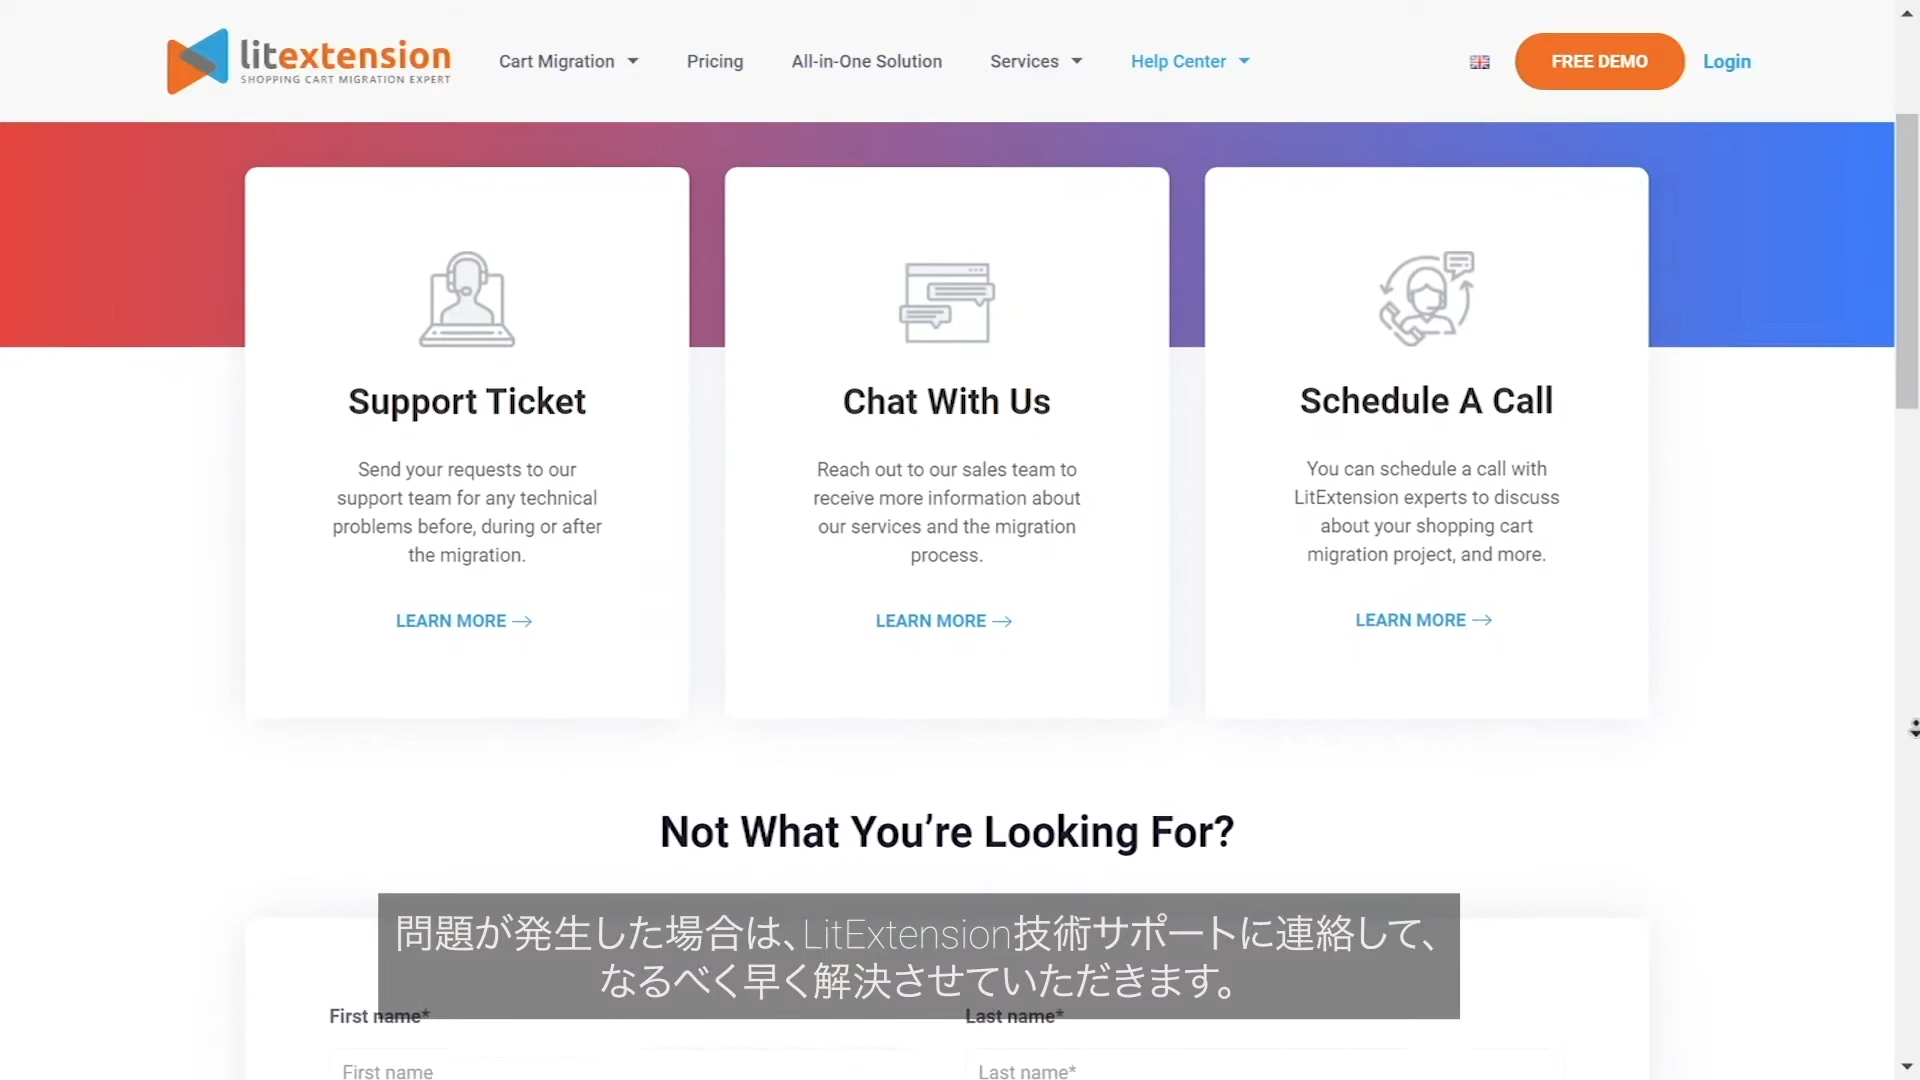 litextension
SHOPPING CART MIGRATION EXPERT
Cart Migration
Pricing
All-in-One Solution
Services
Help Center
FREE DEMO
Login
Support Ticket
Send your requests to our
support team for any technical
problems before, during or after
the migration.
LEARN MORE
Chat With Us
Reach out to our sales team to
receive more information about
our services and the migration
process.
LEARN MORE
Schedule A Call
You can schedule a call with
LitExtension experts to discuss
about your shopping cart
migration project, and more.
LEARN MORE
Not What You’re Looking For?
問題が発生した場合は、LitExtension技術サポートに連絡して、
なるべく早く解決させていただきます。
First name*
Last name*
First name
Last name*